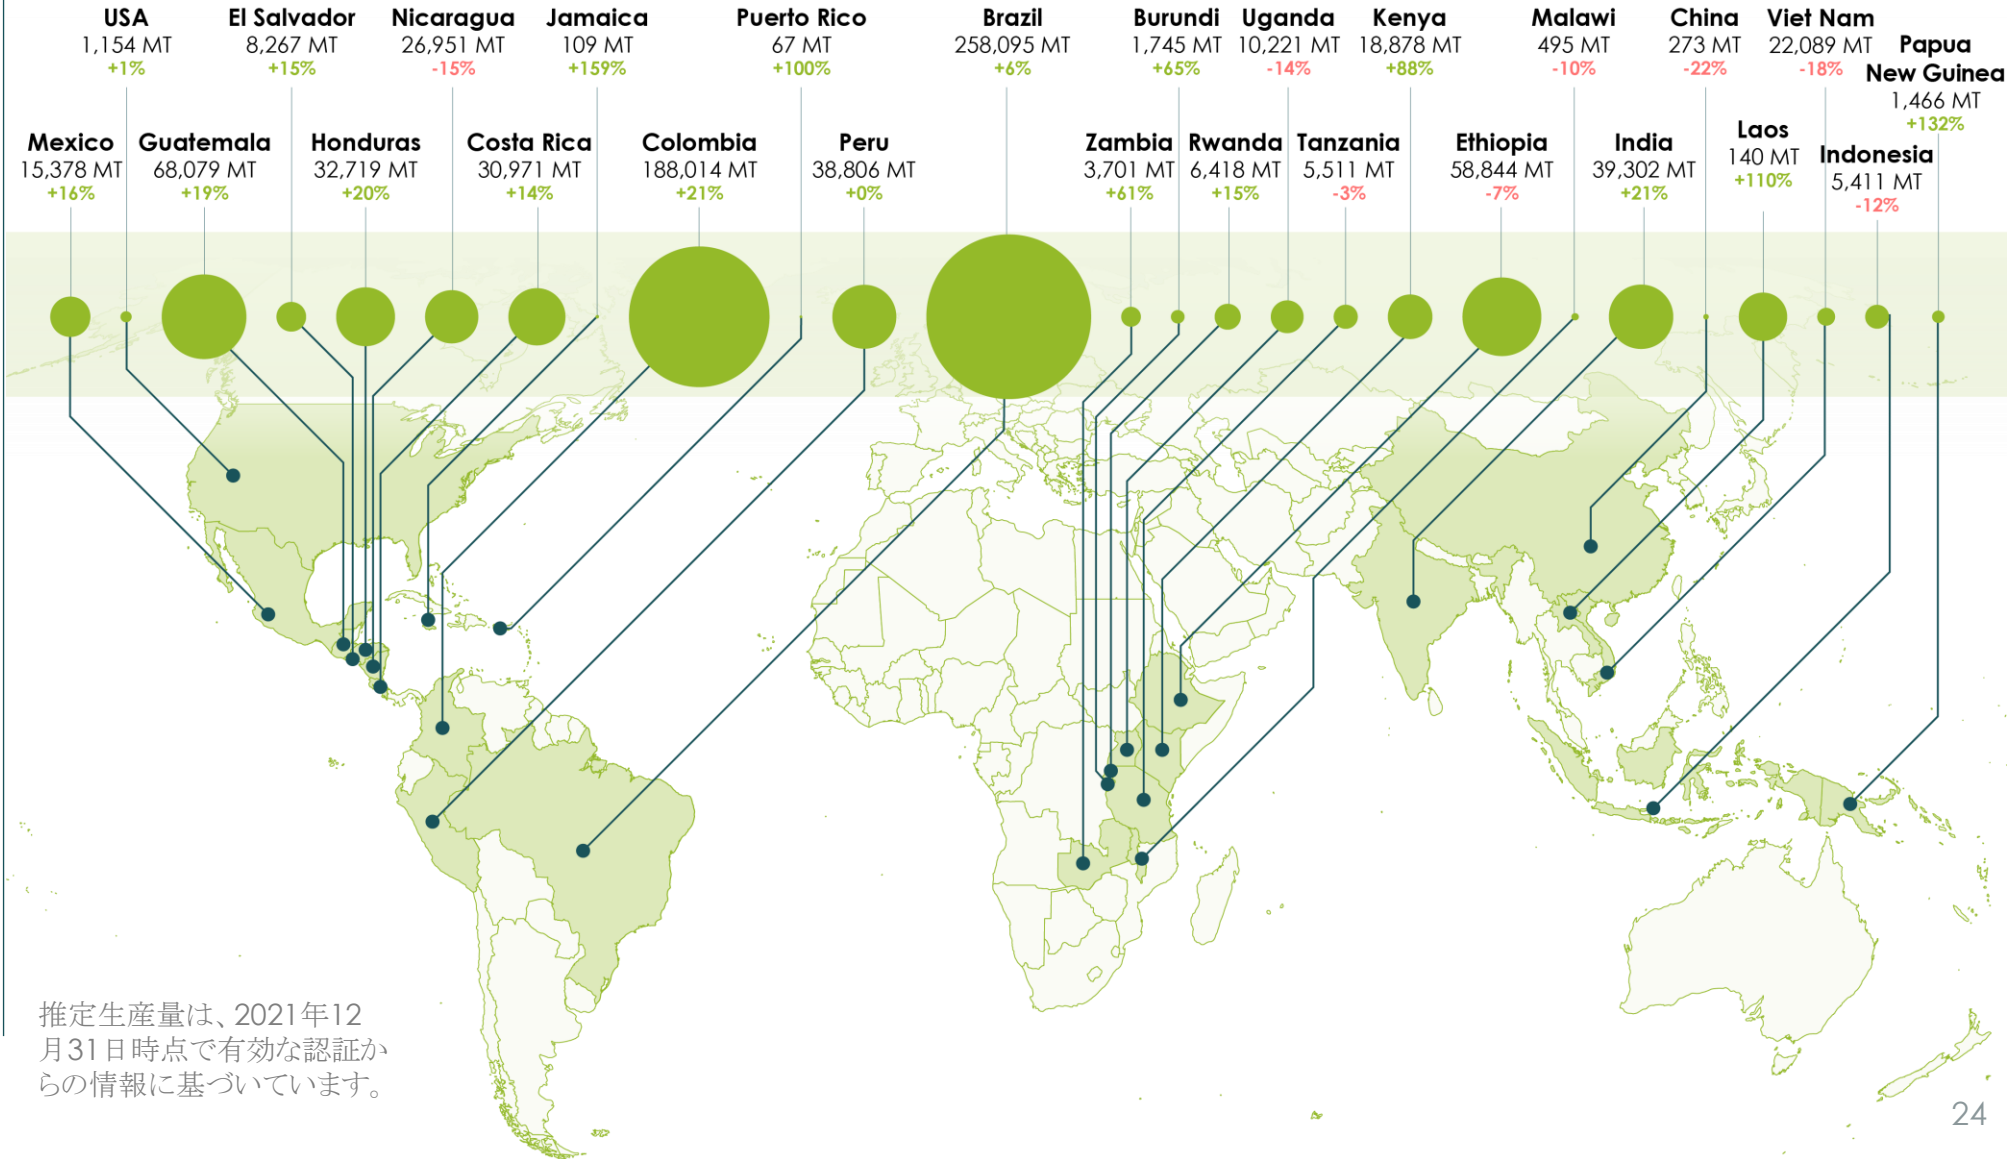 USA
1,154 MT
+1%
El Salvador
8,267 MT
+15%
Nicaragua
26,951 MT
-15%
Jamaica
109 MT
+159%
Puerto Rico
67 MT
+100%
Brazil
258,095 MT
+6%
Burundi
1,745 MT
+65%
Uganda
10,221 MT
-14%
Kenya
18,878 MT
+88%
Malawi
495 MT
-10%
China
273 MT
-22%
Viet Nam
22,089 MT
-18%
Papua
New Guinea
1,466 MT
+132%
Mexico
15,378 MT
+16%
Guatemala
68,079 MT
+19%
Honduras
32,719 MT
+20%
Costa Rica
30,971 MT
+14%
Colombia
188,014 MT
+21%
Peru
38,806 MT
+0%
Zambia
3,701 MT
+61%
Rwanda
6,418 MT
+15%
Tanzania
5,511 MT
-3%
Ethiopia
58,844 MT
-7%
India
39,302 MT
+21%
Laos
140 MT
+110%
Indonesia
5,411 MT
-12%
推定生産量は、2021年12
月31日時点で有効な認証か
らの情報に基づいています。
24